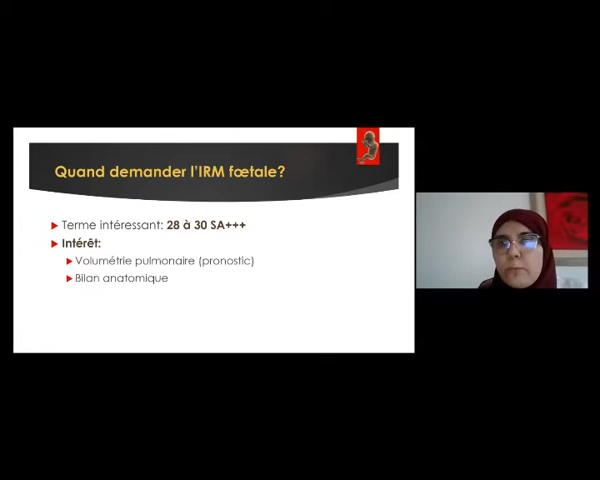 Quand demander l'IRM fœtale?
Terme intéressant: 28 à 30 SA+++
Intérêt:
Volumétrie pulmonaire (pronostic)
Bilan anatomique